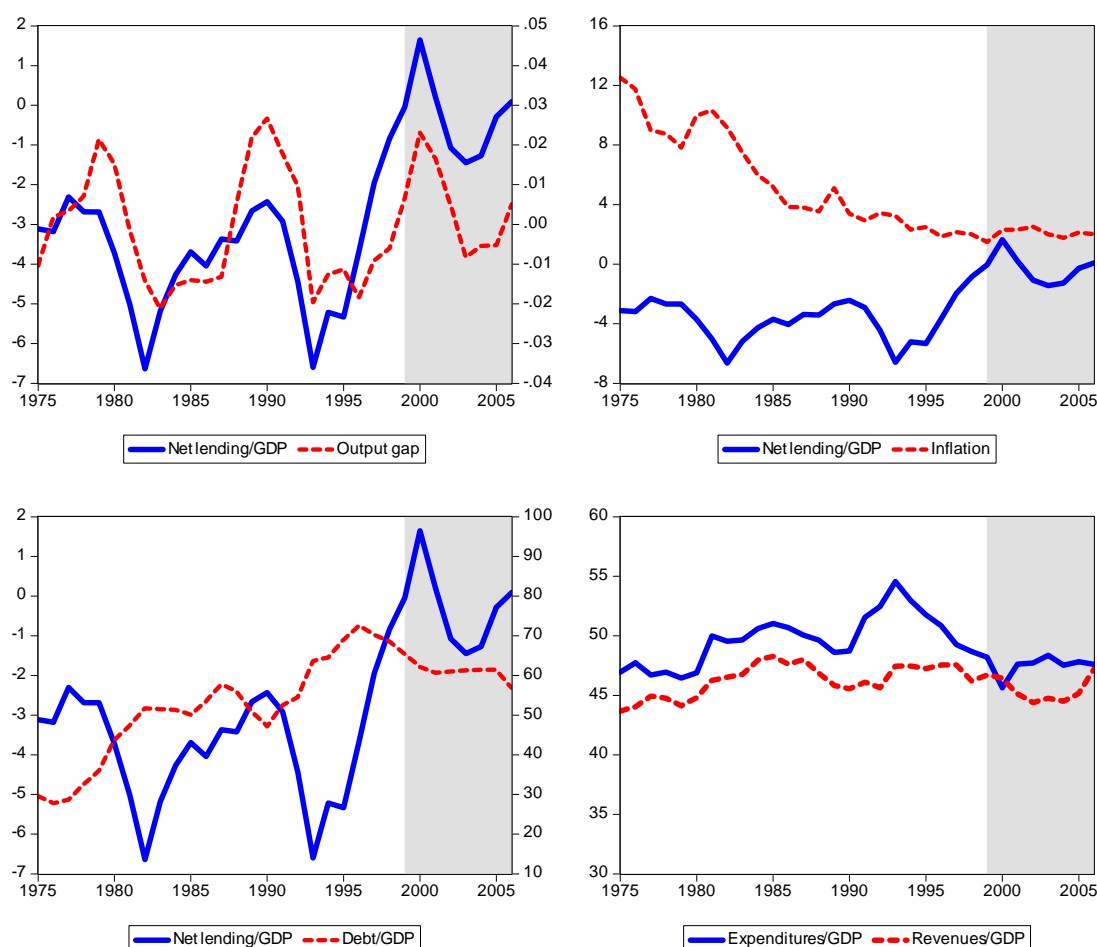 2 .05 16
1 .04 12
0 .03
-1 .02 8
-2 .01
4
-3 .00
-4 -.01 0
-5 -.02
-4
-6 -.03
-7 -.04 -8
1975 1980 1985 1990 1995 2000 2005 1975 1980 1985 1990 1995 2000 2005
Net lending/GDP Output gap Net lending/GDP Inflation
2 100 60
1 90
55
0 80
-1 70 50
-2 60
45
-3 50
-4 40 40
-5 30
35
-6 20
-7 10 30
1975 1980 1985 1990 1995 2000 2005 1975 1980 1985 1990 1995 2000 2005
Net lending/GDP Debt/GDP Expenditures/GDP Revenues/GDP